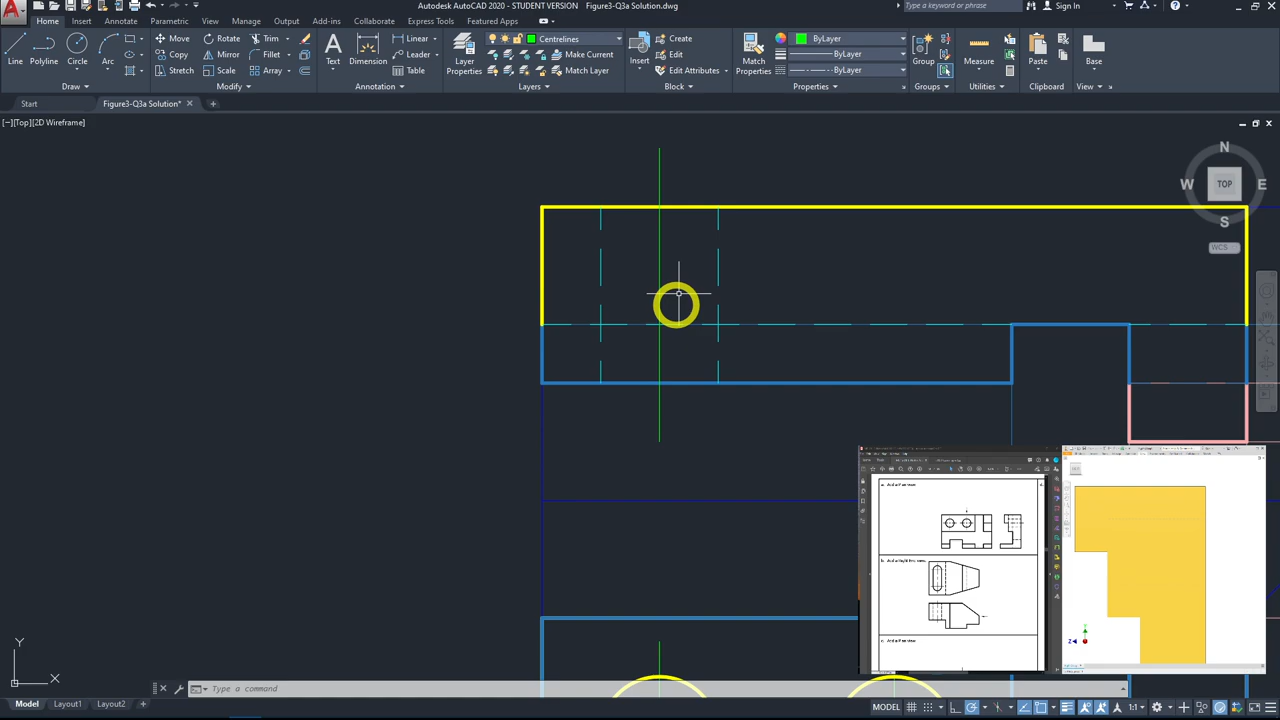 Autodesk AutoCAD 2020 - STUDENT VERSION Figure3-Q3a Solution.dwg
Type a keyword or phrase
Sign In
Home Insert Annotate Parametric View Manage Output Add-ins Collaborate Express Tools Featured Apps
Line Polyline Circle Arc
Move Rotate Trim
Copy Mirror Fillet
Stretch Scale Array
Text Dimension
Linear
Leader
Table
Layer Properties
Centrelines
Make Current
Match Layer
Insert
Create
Edit
Edit Attributes
Match Properties
ByLayer
ByLayer
ByLayer
Group
Measure
Paste
Base
Draw Modify Annotation Layers Block Properties Groups Utilities Clipboard View
Start Figure3-Q3a Solution*
[−][Top][2D Wireframe]
N
W TOP E
S
WCS
Z
Y
X
Type a command
Model Layout1 Layout2
MODEL 1:1